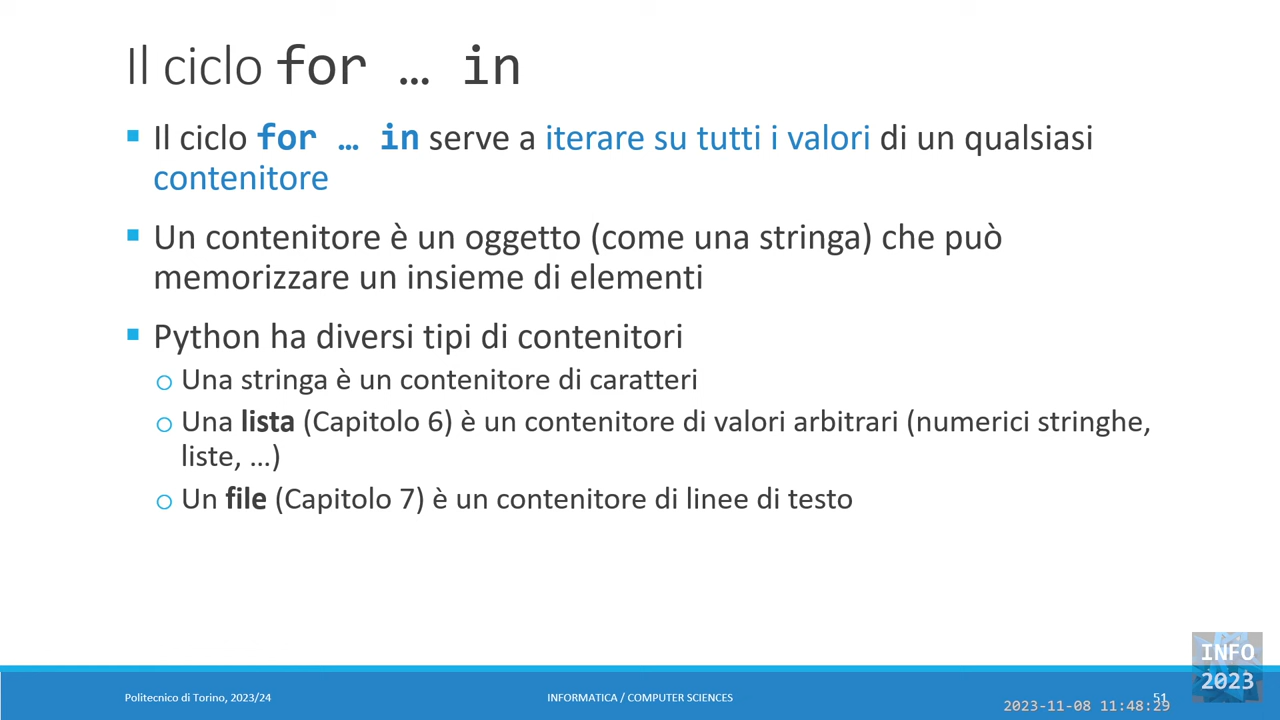 Il ciclo for … in
Il ciclo for … in serve a iterare su tutti i valori di un qualsiasi
contenitore
Un contenitore è un oggetto (come una stringa) che può
memorizzare un insieme di elementi
Python ha diversi tipi di contenitori
Una stringa è un contenitore di caratteri
Una lista (Capitolo 6) è un contenitore di valori arbitrari (numerici stringhe,
liste, …)
Un file (Capitolo 7) è un contenitore di linee di testo
INFO
2023
Politecnico di Torino, 2023/24
INFORMATICA / COMPUTER SCIENCES
51
2023-11-08 11:48:29